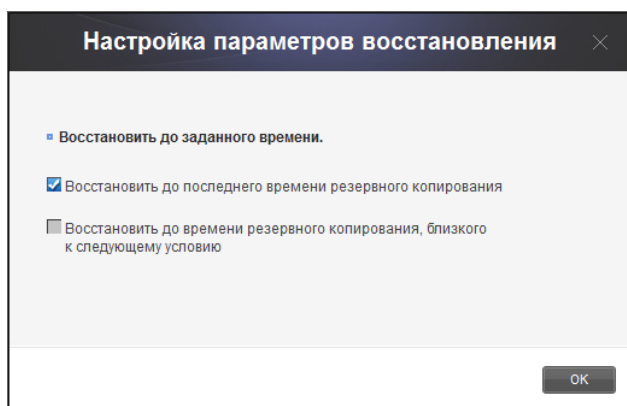 Настройка параметров восстановления
Восстановить до заданного времени.
Восстановить до последнего времени резервного копирования
Восстановить до времени резервного копирования, близкого
к следующему условию
OK